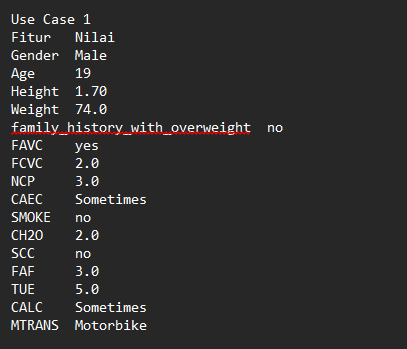 Use Case 1
Fitur Nilai
Gender Male
Age 19
Height 1.70
Weight 74.0
family_history_with_overweight no
FAVC yes
FCVC 2.0
NCP 3.0
CAEC Sometimes
SMOKE no
CH2O 2.0
SCC no
FAF 3.0
TUE 5.0
CALC Sometimes
MTRANS Motorbike